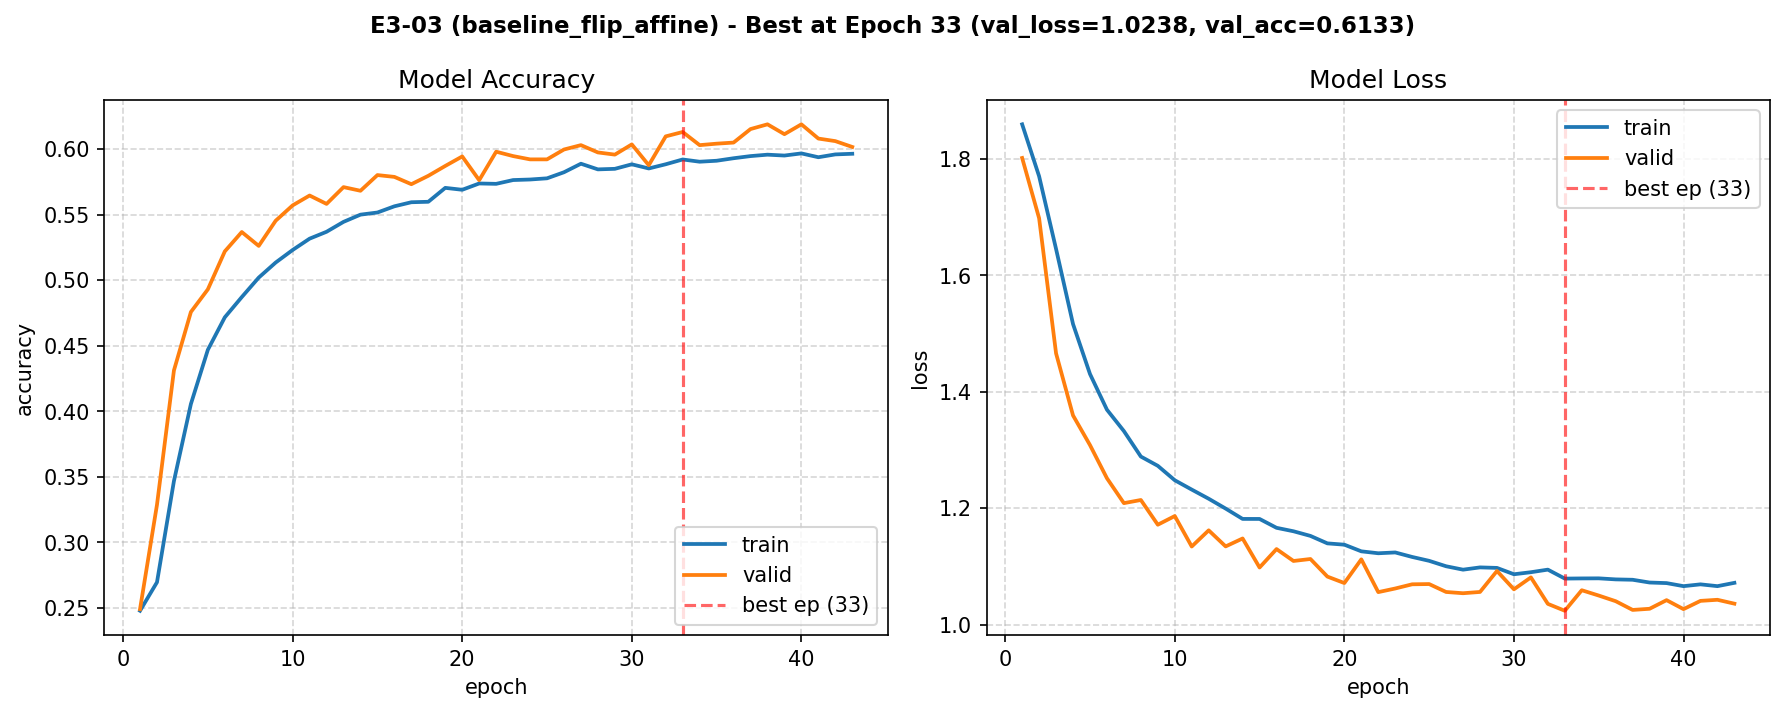 E3-03 (baseline_flip_affine) - Best at Epoch 33 (val_loss=1.0238, val_acc=0.6133)
Model Accuracy
accuracy
0.60
0.55
0.50
0.45
0.40
0.35
0.30
0.25
train
valid
best ep (33)
0 10 20 30 40
epoch
Model Loss
loss
1.8
1.6
1.4
1.2
1.0
train
valid
best ep (33)
0 10 20 30 40
epoch